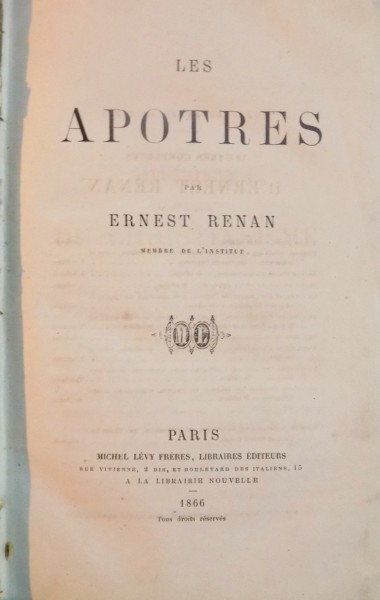 LES
APOTRES
PAR
ERNEST RENAN
MEMBRE DE L'INSTITUT
PARIS
MICHEL LÉVY FRÈRES, LIBRAIRES ÉDITEURS
RUE VIVIENNE, 2 BIS, ET BOULEVARD DES ITALIENS, 15
A LA LIBRAIRIE NOUVELLE
—
1866
Tous droits réservés